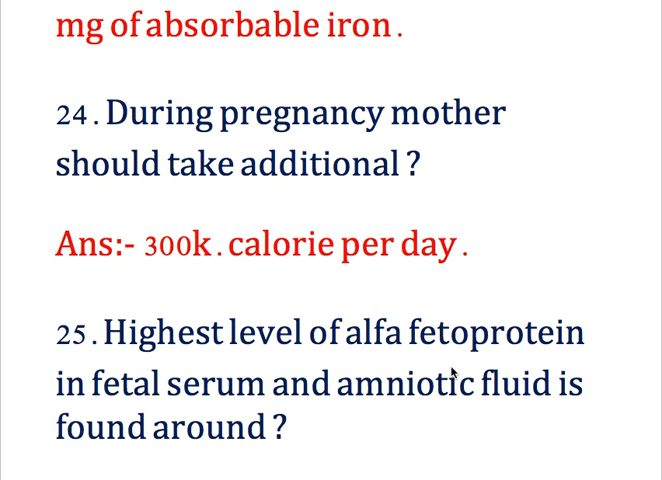 mg of absorbable iron.
24. During pregnancy mother
should take additional ?
Ans:- 300k. calorie per day.
25. Highest level of alfa fetoprotein
in fetal serum and amniotic fluid is
found around ?